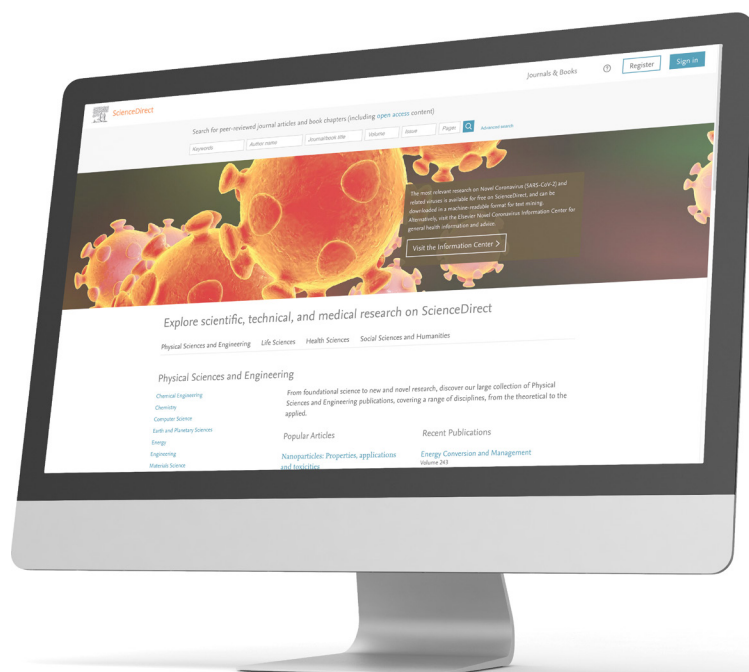 ScienceDirect
Journals & Books
?
Register
Sign in
Search for peer-reviewed journal articles and book chapters (including open access content)
Keywords
Author name
Journal/book title
Volume
Issue
Pages
Advanced search
The most relevant research on Novel Coronavirus (SARS-CoV-2) and
related viruses is available for free on ScienceDirect, and can be
downloaded in a machine-readable format for text mining.
Alternatively, visit the Elsevier Novel Coronavirus Information Center for
general health information and advice.
Visit the Information Center >
Explore scientific, technical, and medical research on ScienceDirect
Physical Sciences and Engineering
Life Sciences
Health Sciences
Social Sciences and Humanities
Physical Sciences and Engineering
Chemical Engineering
Chemistry
Computer Science
Earth and Planetary Sciences
Energy
Engineering
Materials Science
From foundational science to new and novel research, discover our large collection of Physical
Sciences and Engineering publications, covering a range of disciplines, from the theoretical to the
applied.
Popular Articles
Nanoparticles: Properties, applications
and toxicities
Recent Publications
Energy Conversion and Management
Volume 243